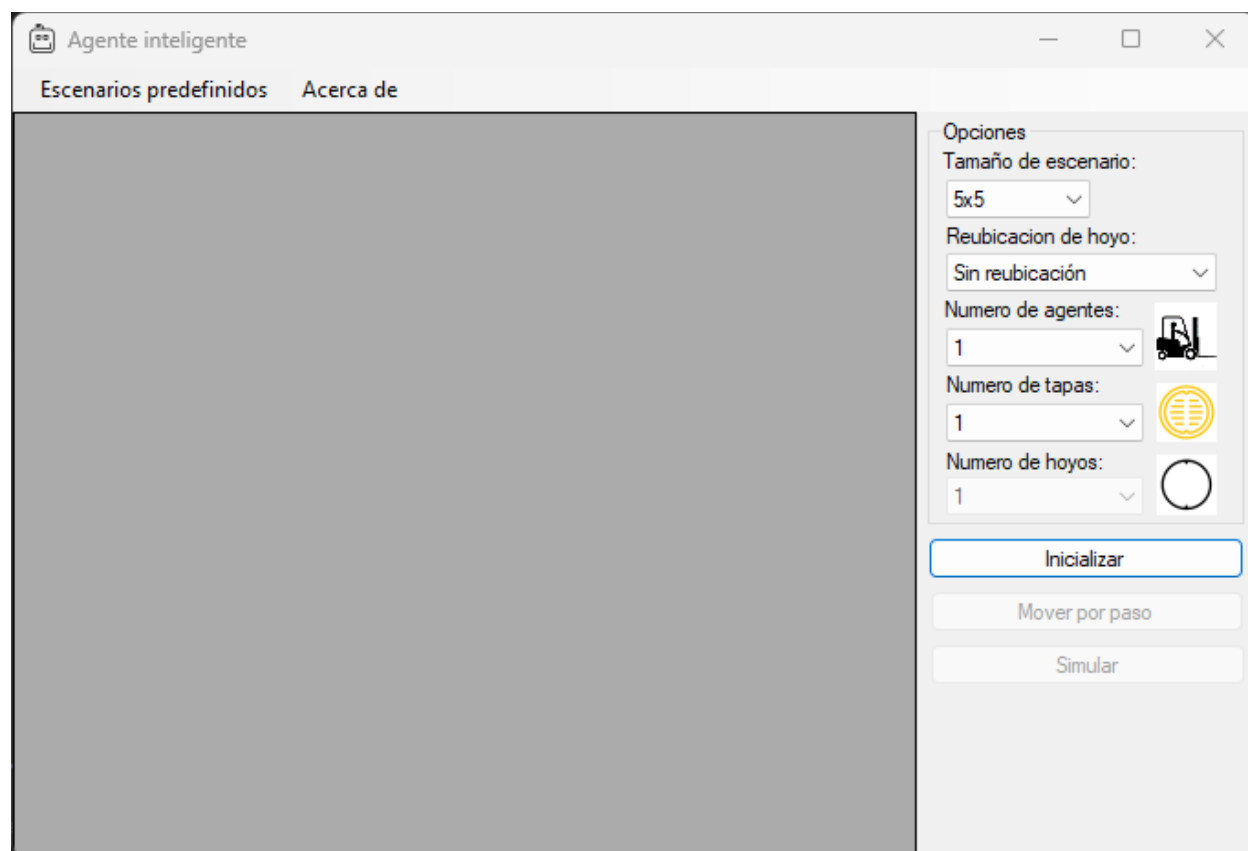 Agente inteligente
Escenarios predefinidos Acerca de
Opciones
Tamaño de escenario:
5x5
Reubicacion de hoyo:
Sin reubicación
Numero de agentes:
1
Numero de tapas:
1
Numero de hoyos:
1
Inicializar
Mover por paso
Simular